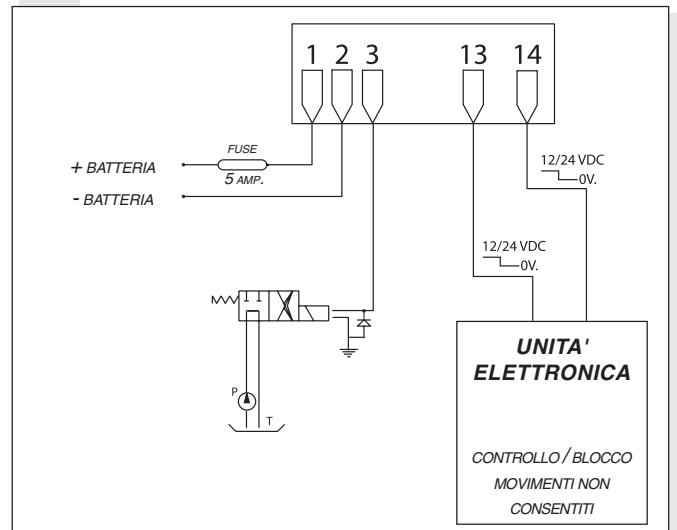 1 2 3 13 14
FUSE
+ BATTERIA
5 AMP.
- BATTERIA
12/24 VDC
0V.
12/24 VDC
0V.
P
T
UNITA'
ELETTRONICA
CONTROLLO / BLOCCO
MOVIMENTI NON
CONSENTITI